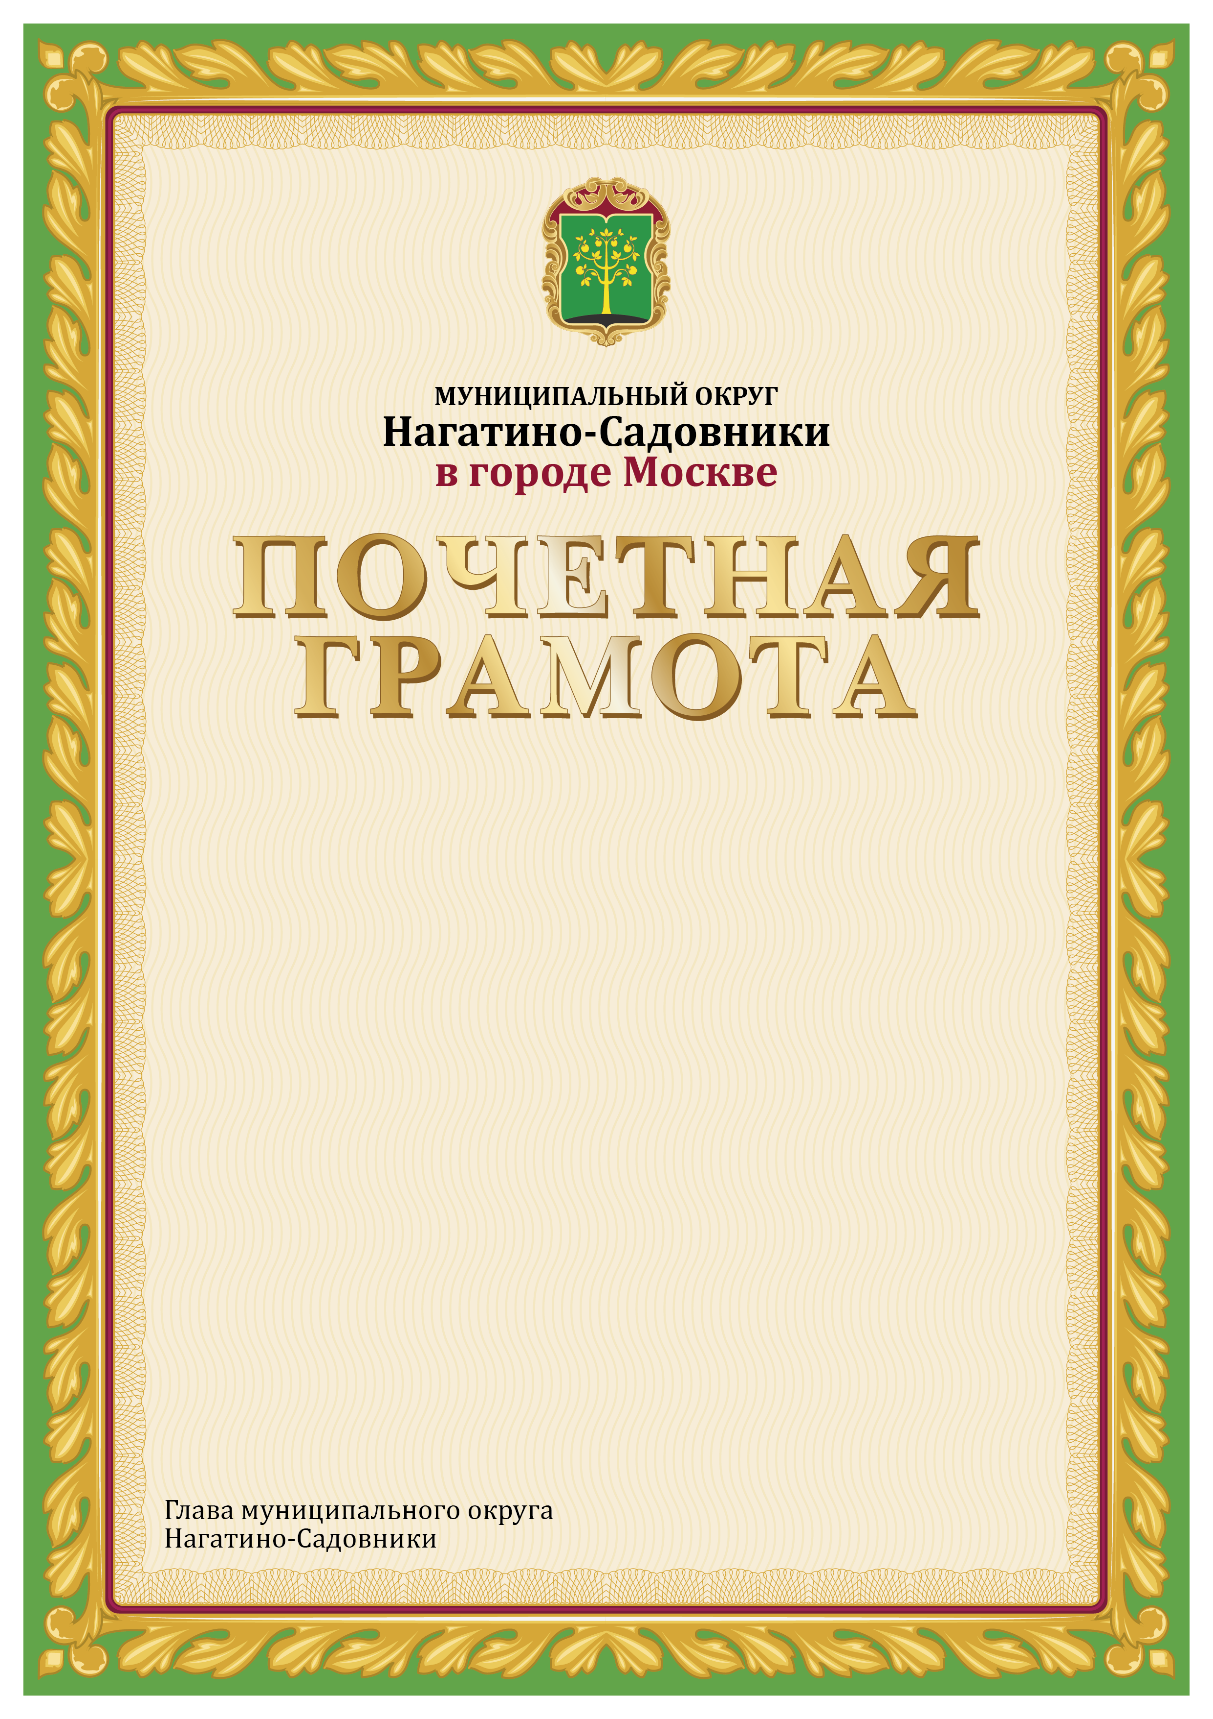 МУНИЦИПАЛЬНЫЙ ОКРУГ
Нагатино-Садовники
в городе Москве
ПОЧЕТНАЯ
ГРАМОТА
Глава муниципального округа
Нагатино-Садовники